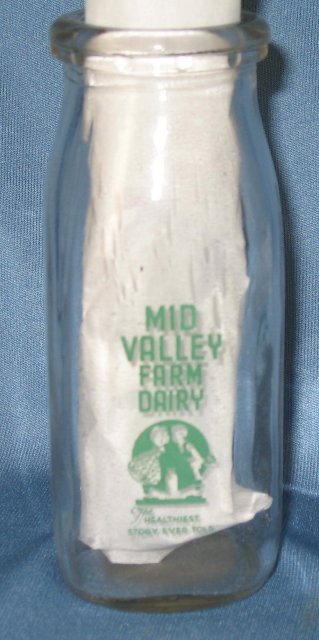 MID
VALLEY
FARM
DAIRY
The
HEALTHIEST
STORY EVER TOLD